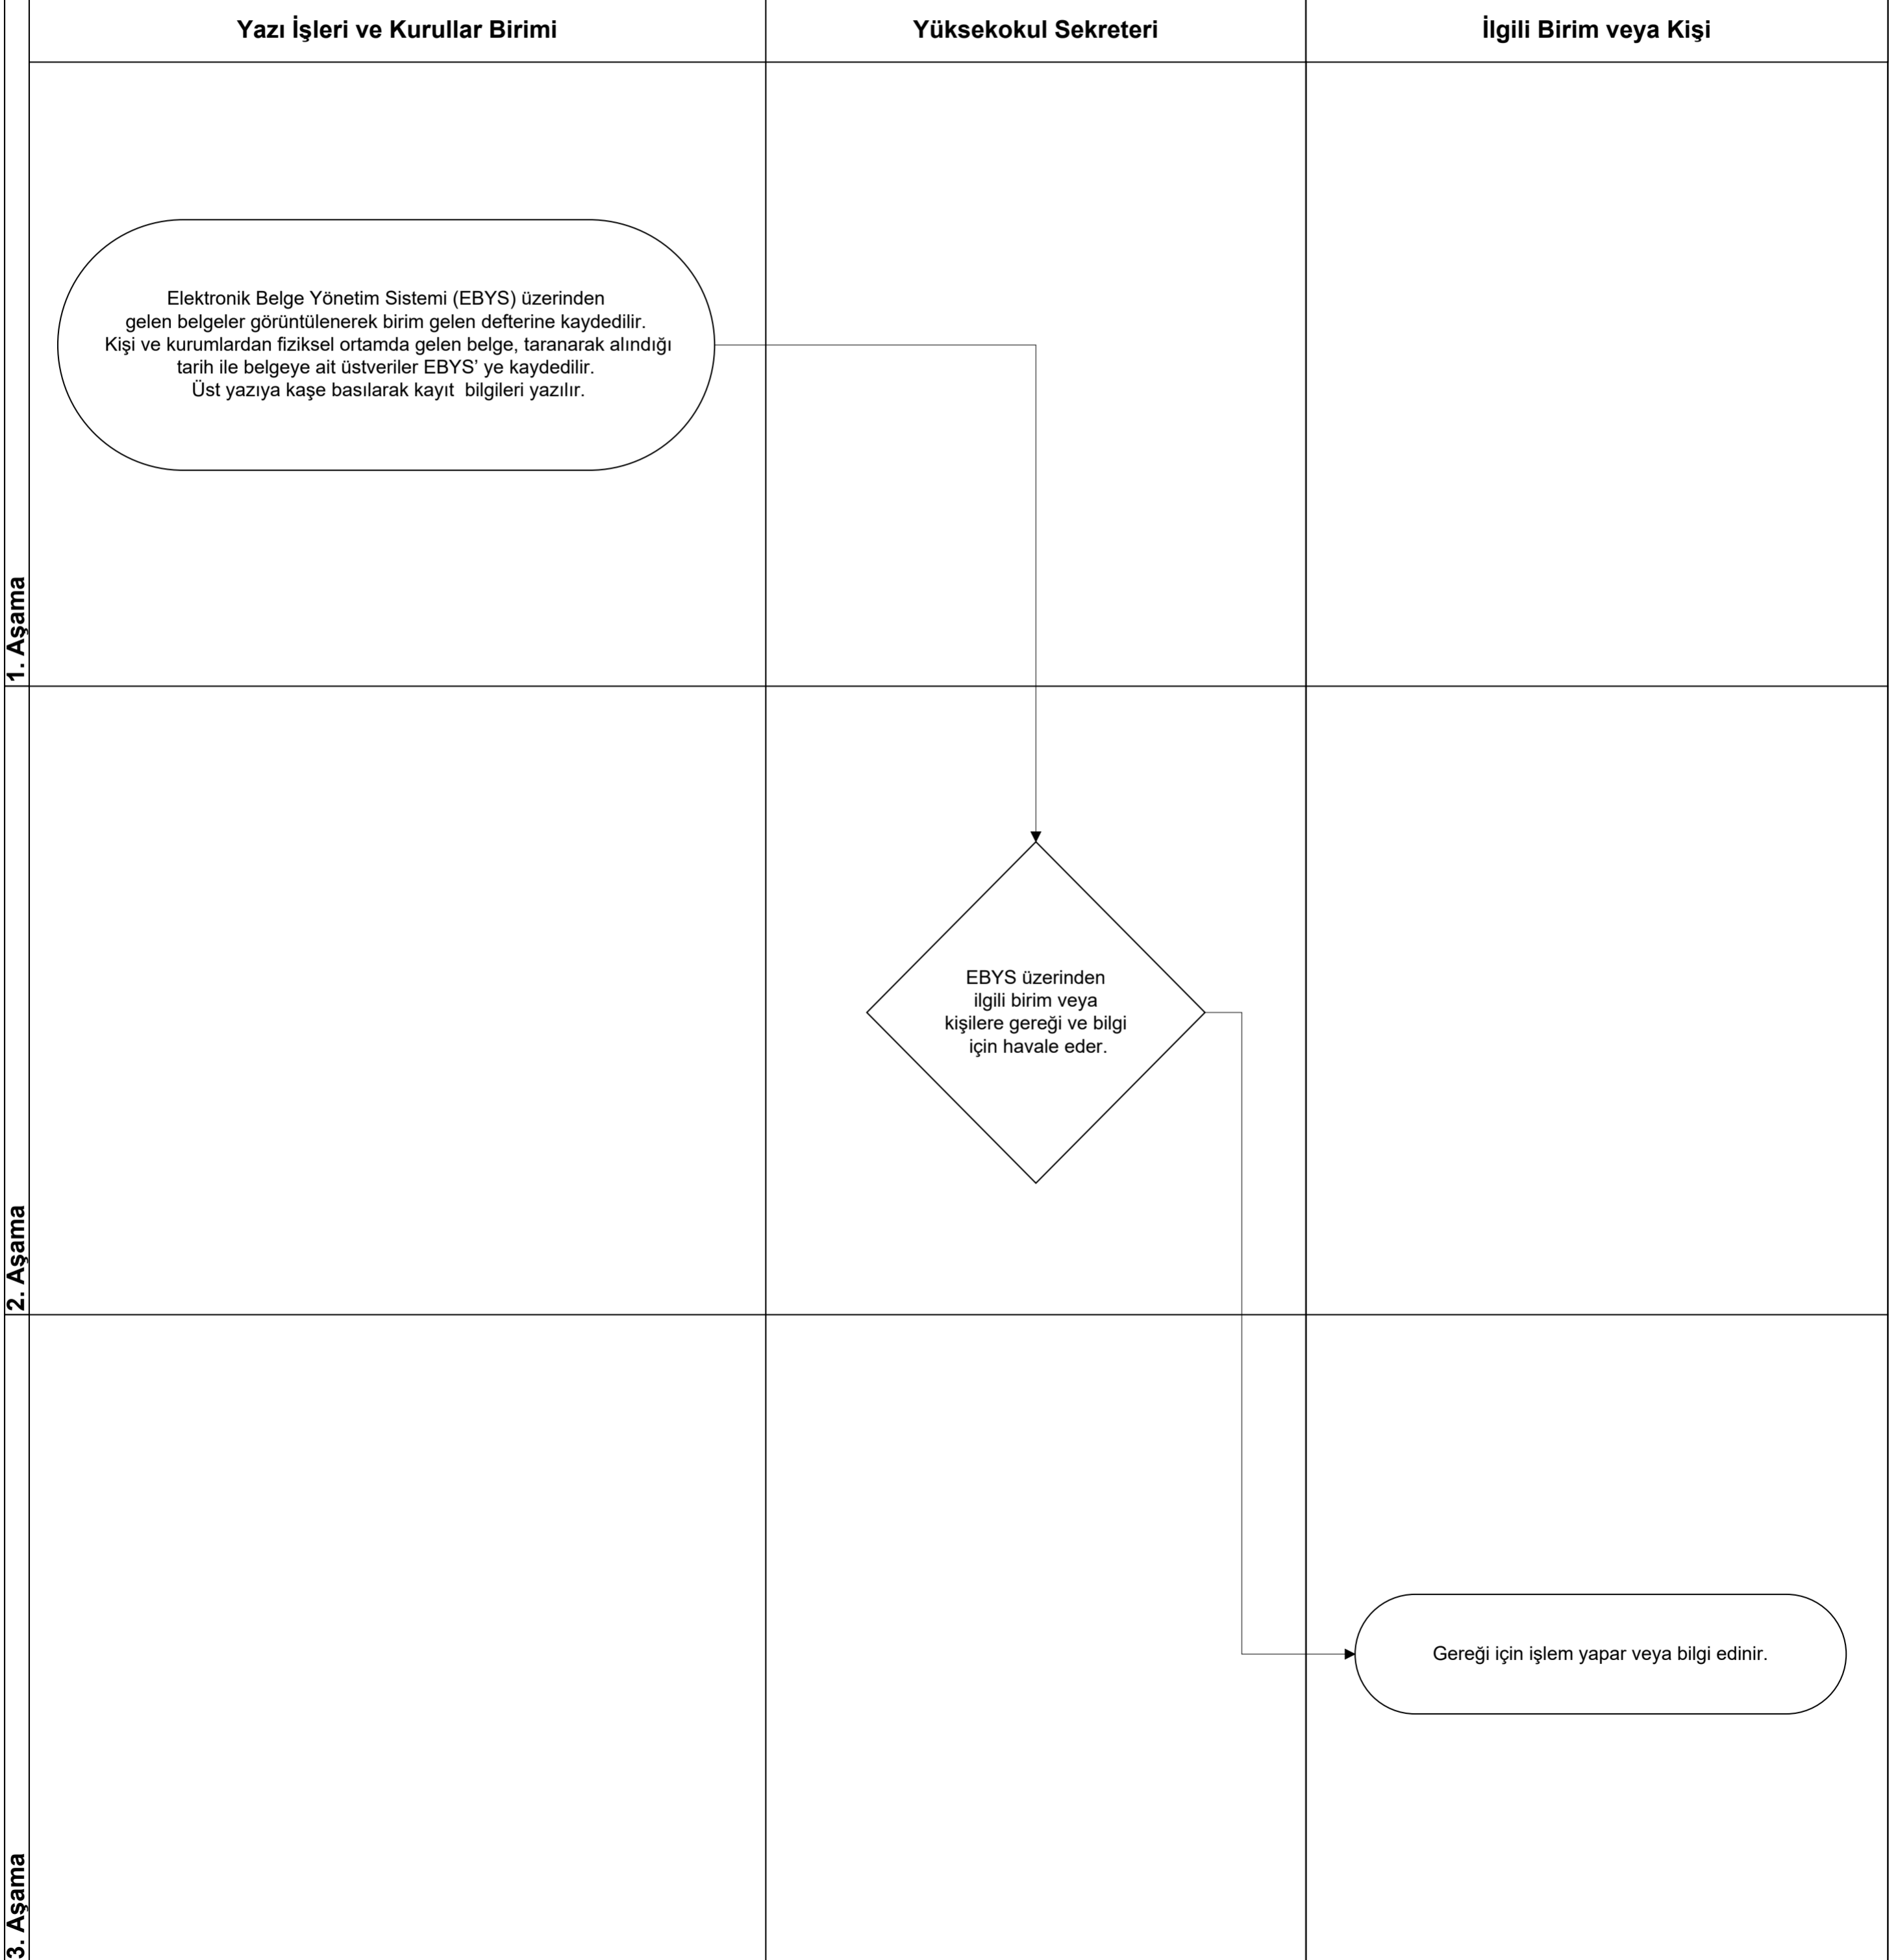 Yazı İşleri ve Kurullar Birimi
Yüksekokul Sekreteri
İlgili Birim veya Kişi
1. Aşama
Elektronik Belge Yönetim Sistemi (EBYS) üzerinden
gelen belgeler görüntülenerek birim gelen defterine kaydedilir.
Kişi ve kurumlardan fiziksel ortamda gelen belge, taranarak alındığı
tarih ile belgeye ait üstveriler EBYS’ ye kaydedilir.
Üst yazıya kaşe basılarak kayıt  bilgileri yazılır.
2. Aşama
EBYS üzerinden
ilgili birim veya
kişilere gereği ve bilgi
için havale eder.
3. Aşama
Gereği için işlem yapar veya bilgi edinir.